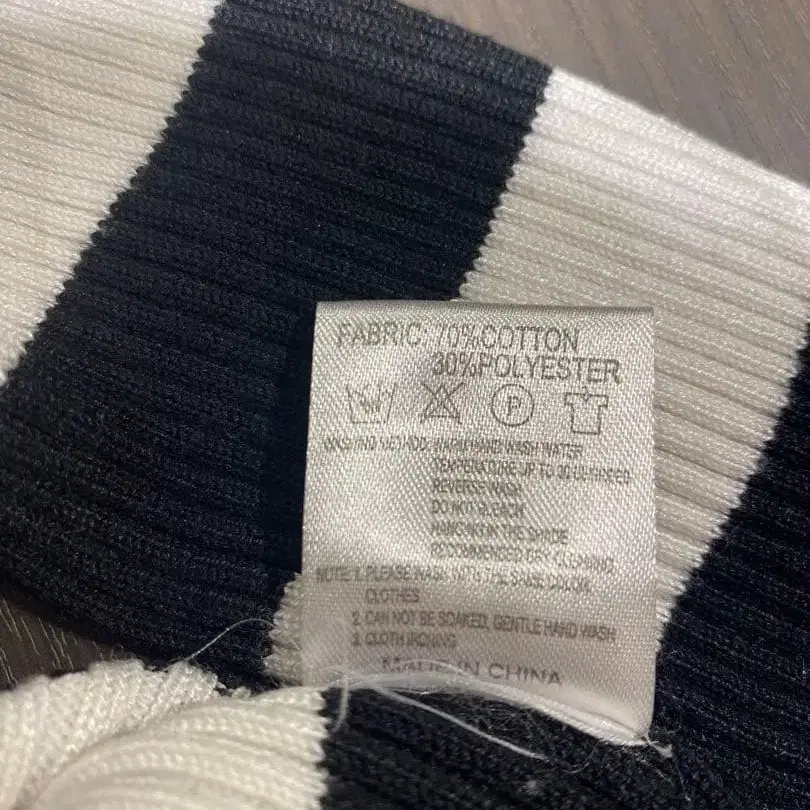 FABRIC: 70%COTTON
30%POLYESTER
P
WASHING METHOD: WARM HAND WASH WATER
TEMPERATURE UP TO 30 DEGREED
REVERSE WASH
DO NOT BLEACH
HANGING IN THE SHADE
RECOMMENDED DRY-CLEANING
NOTE: 1. PLEASE WASH WITH THE SAME COLOR
CLOTHES
2. CAN NOT BE SOAKED, GENTLE HAND WASH
3. CLOTH IRONING
MADE IN CHINA